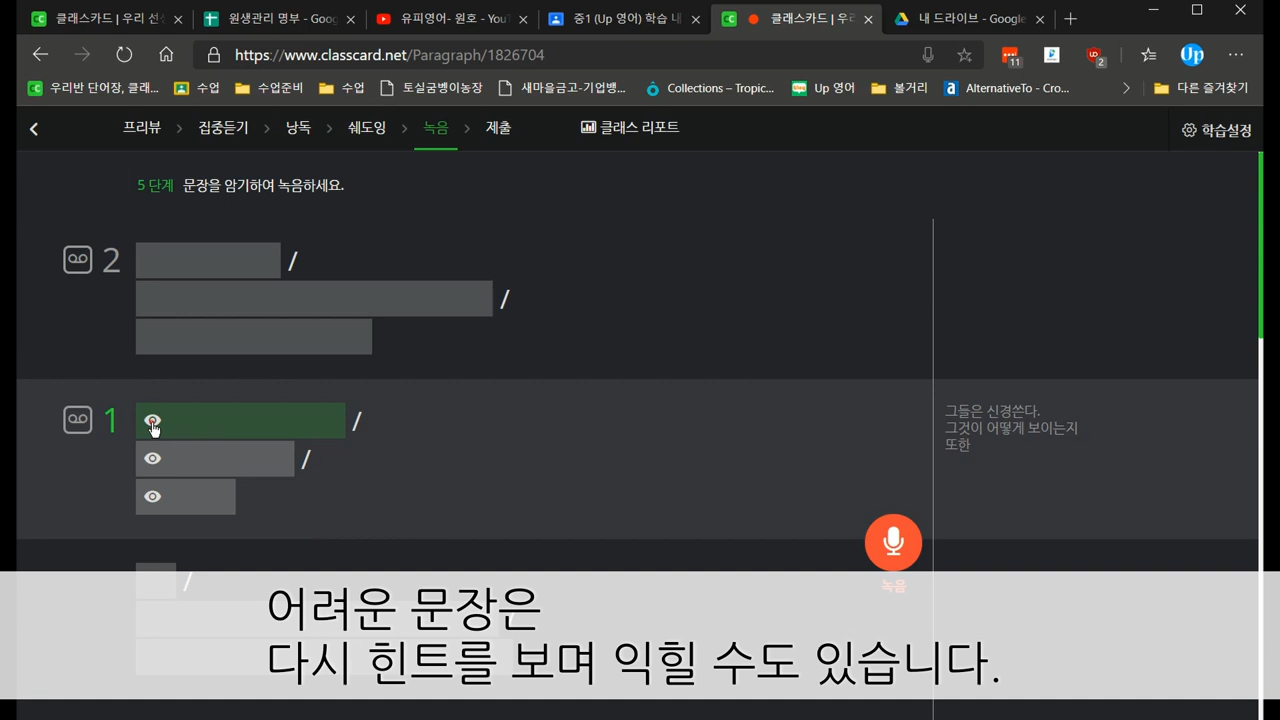 클래스카드 | 우리 선
원생관리 명부 - Goog
유피영어- 원호 - YouT
중1 (Up 영어) 학습 내
클래스카드 | 우리
내 드라이브 - Google
https://www.classcard.net/Paragraph/1826704
11
2
Up
우리반 단어장, 클래...
수업
수업준비
수업
토실굼벵이농장
새마을금고-기업뱅...
Collections – Tropic...
Up 영어
볼거리
AlternativeTo - Cro...
다른 즐겨찾기
프리뷰 > 집중듣기 > 낭독 > 쉐도잉 > 녹음 > 제출
클래스 리포트
학습설정
5 단계 문장을 암기하여 녹음하세요.
2 /
/
1 /
/
그들은 신경쓴다.
그것이 어떻게 보이는지
또한
/
녹음
어려운 문장은
다시 힌트를 보며 익힐 수도 있습니다.